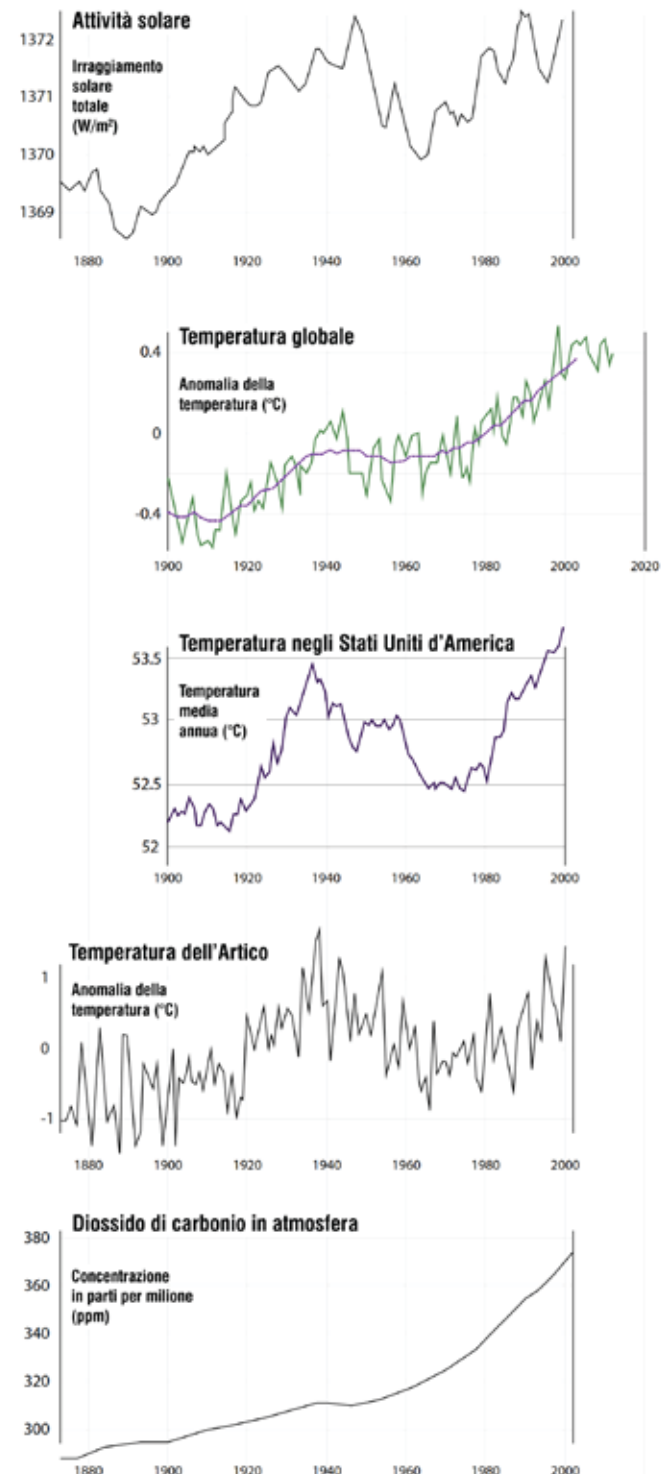 Attività solare
1372
Irraggiamento
solare
totale
(W/m²)
1371
1370
1369
1880 1900 1920 1940 1960 1980 2000
Temperatura globale
0.4
Anomalia della
temperatura (°C)
0
-0.4
1900 1920 1940 1960 1980 2000 2020
Temperatura negli Stati Uniti d'America
53.5
Temperatura
media
annua (°C)
53
52.5
52
1900 1920 1940 1960 1980 2000
Temperatura dell'Artico
1
Anomalia della
temperatura (°C)
0
-1
1880 1900 1920 1940 1960 1980 2000
Diossido di carbonio in atmosfera
380
Concentrazione
in parti per milione
(ppm)
360
340
320
300
1880 1900 1920 1940 1960 1980 2000